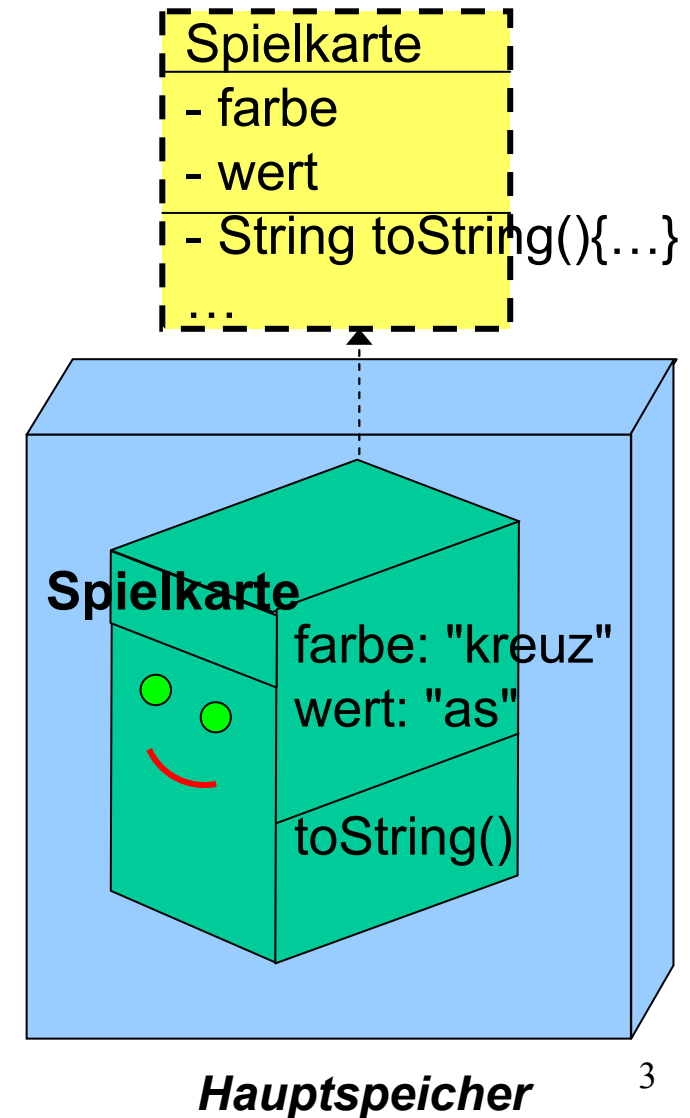 Spielkarte
- farbe
- wert
- String toString(){…}
…
Spielkarte
farbe: "kreuz"
wert: "as"
toString()
Hauptspeicher
3